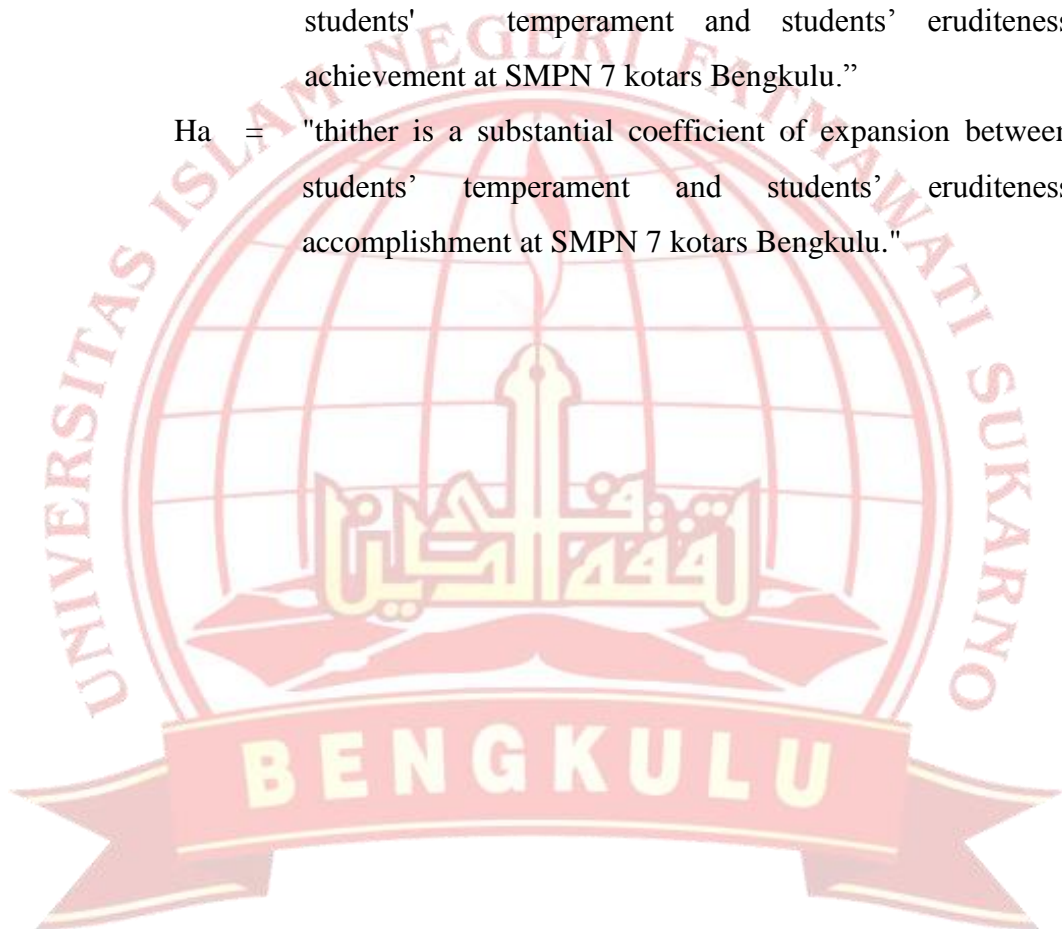 students' temperament and students’ eruditeness
achievement at SMPN 7 kotars Bengkulu.”
Ha = "thither is a substantial coefficient of expansion between
students’ temperament and students’ eruditeness
accomplishment at SMPN 7 kotars Bengkulu."
UNIVERSITAS ISLAM NEGERI FATMAWATI SUKARNO
BENGKULU